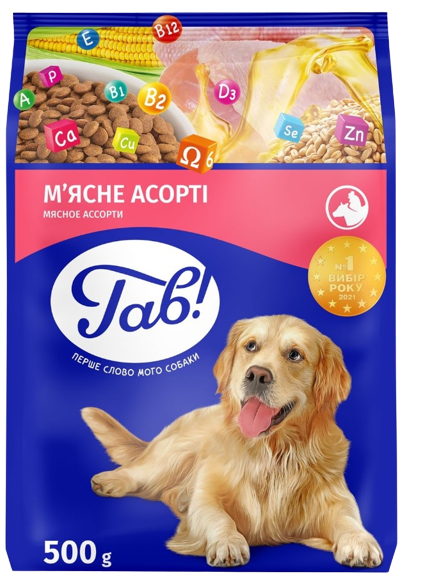 E
B12
P
A
B1
B2
D3
Ca
Cu
Ω6
Se
Zn
М'ЯСНЕ АСОРТІ
МЯСНОЕ АССОРТИ
№1
ВИБІР
РОКУ
2021
Гав!
ПЕРШЕ СЛОВО МОГО СОБАКИ
500 g